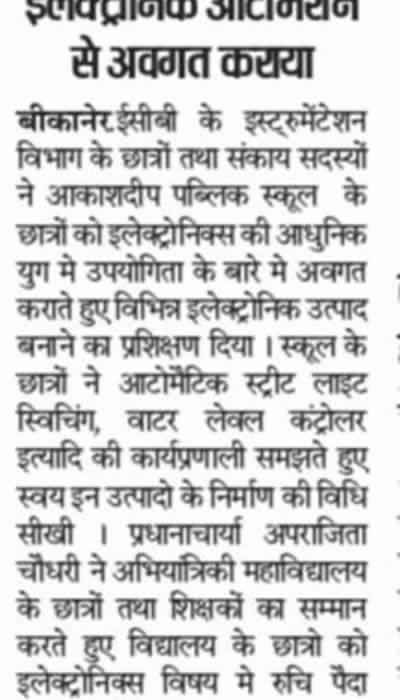 इलेक्ट्रानिक ऑटोमेशन
से अवगत कराया
बीकानेर.ईसीबी के इस्ट्रुमेंटेशन
विभाग के छात्रों तथा संकाय सदस्यों
ने आकाशदीप पब्लिक स्कूल के
छात्रों को इलेक्ट्रोनिक्स की आधुनिक
युग मे उपयोगिता के बारे मे अवगत
कराते हुए विभिन्न इलेक्ट्रोनिक उत्पाद
बनाने का प्रशिक्षण दिया । स्कूल के
छात्रों ने आटोमैटिक स्ट्रीट लाइट
स्विचिंग, वाटर लेवल कंट्रोलर
इत्यादि की कार्यप्रणाली समझते हुए
स्वय इन उत्पादो के निर्माण की विधि
सीखी । प्रधानाचार्या अपराजिता
चौधरी ने अभियांत्रिकी महाविद्यालय
के छात्रों तथा शिक्षकों का सम्मान
करते हुए विद्यालय के छात्रो को
इलेक्ट्रोनिक्स विषय मे रुचि पैदा